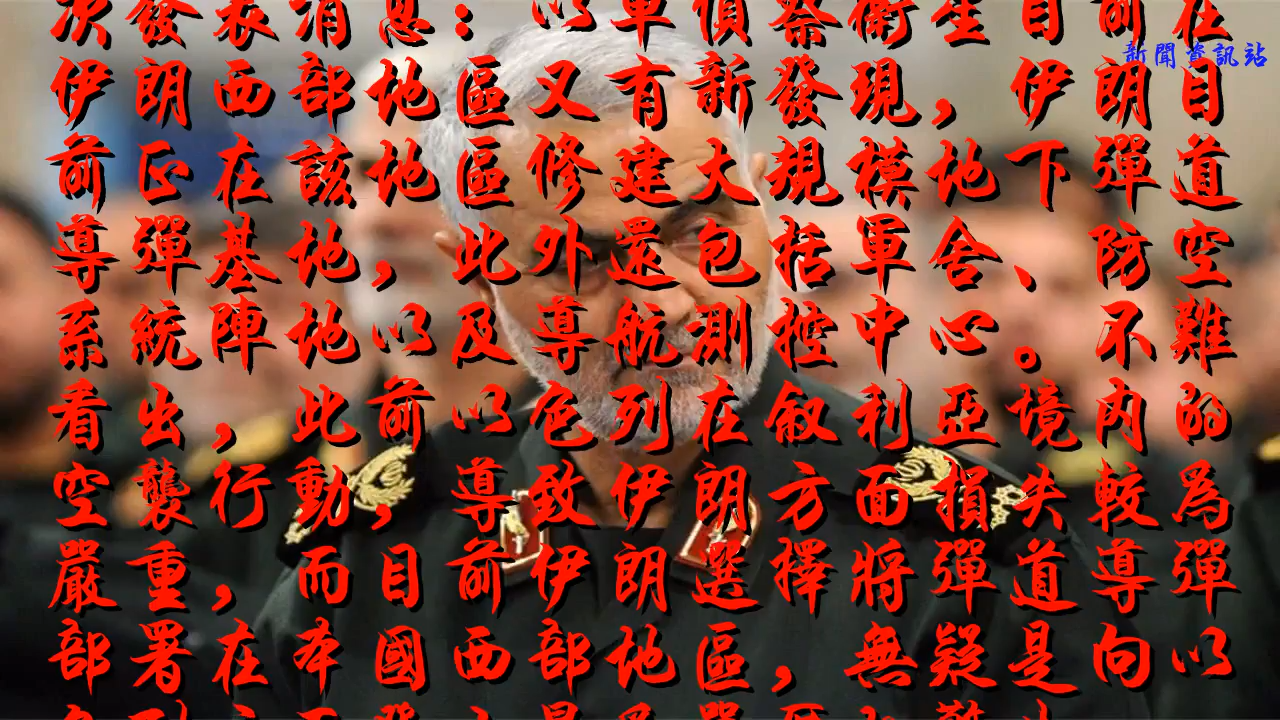 次發表消息：以軍偵察衛星目前在
新聞資訊站
伊朗西部地區又有新發現，伊朗目
前正在該地區修建大規模地下彈道
導彈基地，此外還包括軍舍、防空
系統陣地以及導航測控中心。不難
看出，此前以色列在叙利亞境内的
空襲行動，導致伊朗方面損失較為
嚴重，而目前伊朗選擇將彈道導彈
部署在本國西部地區，無疑是向以